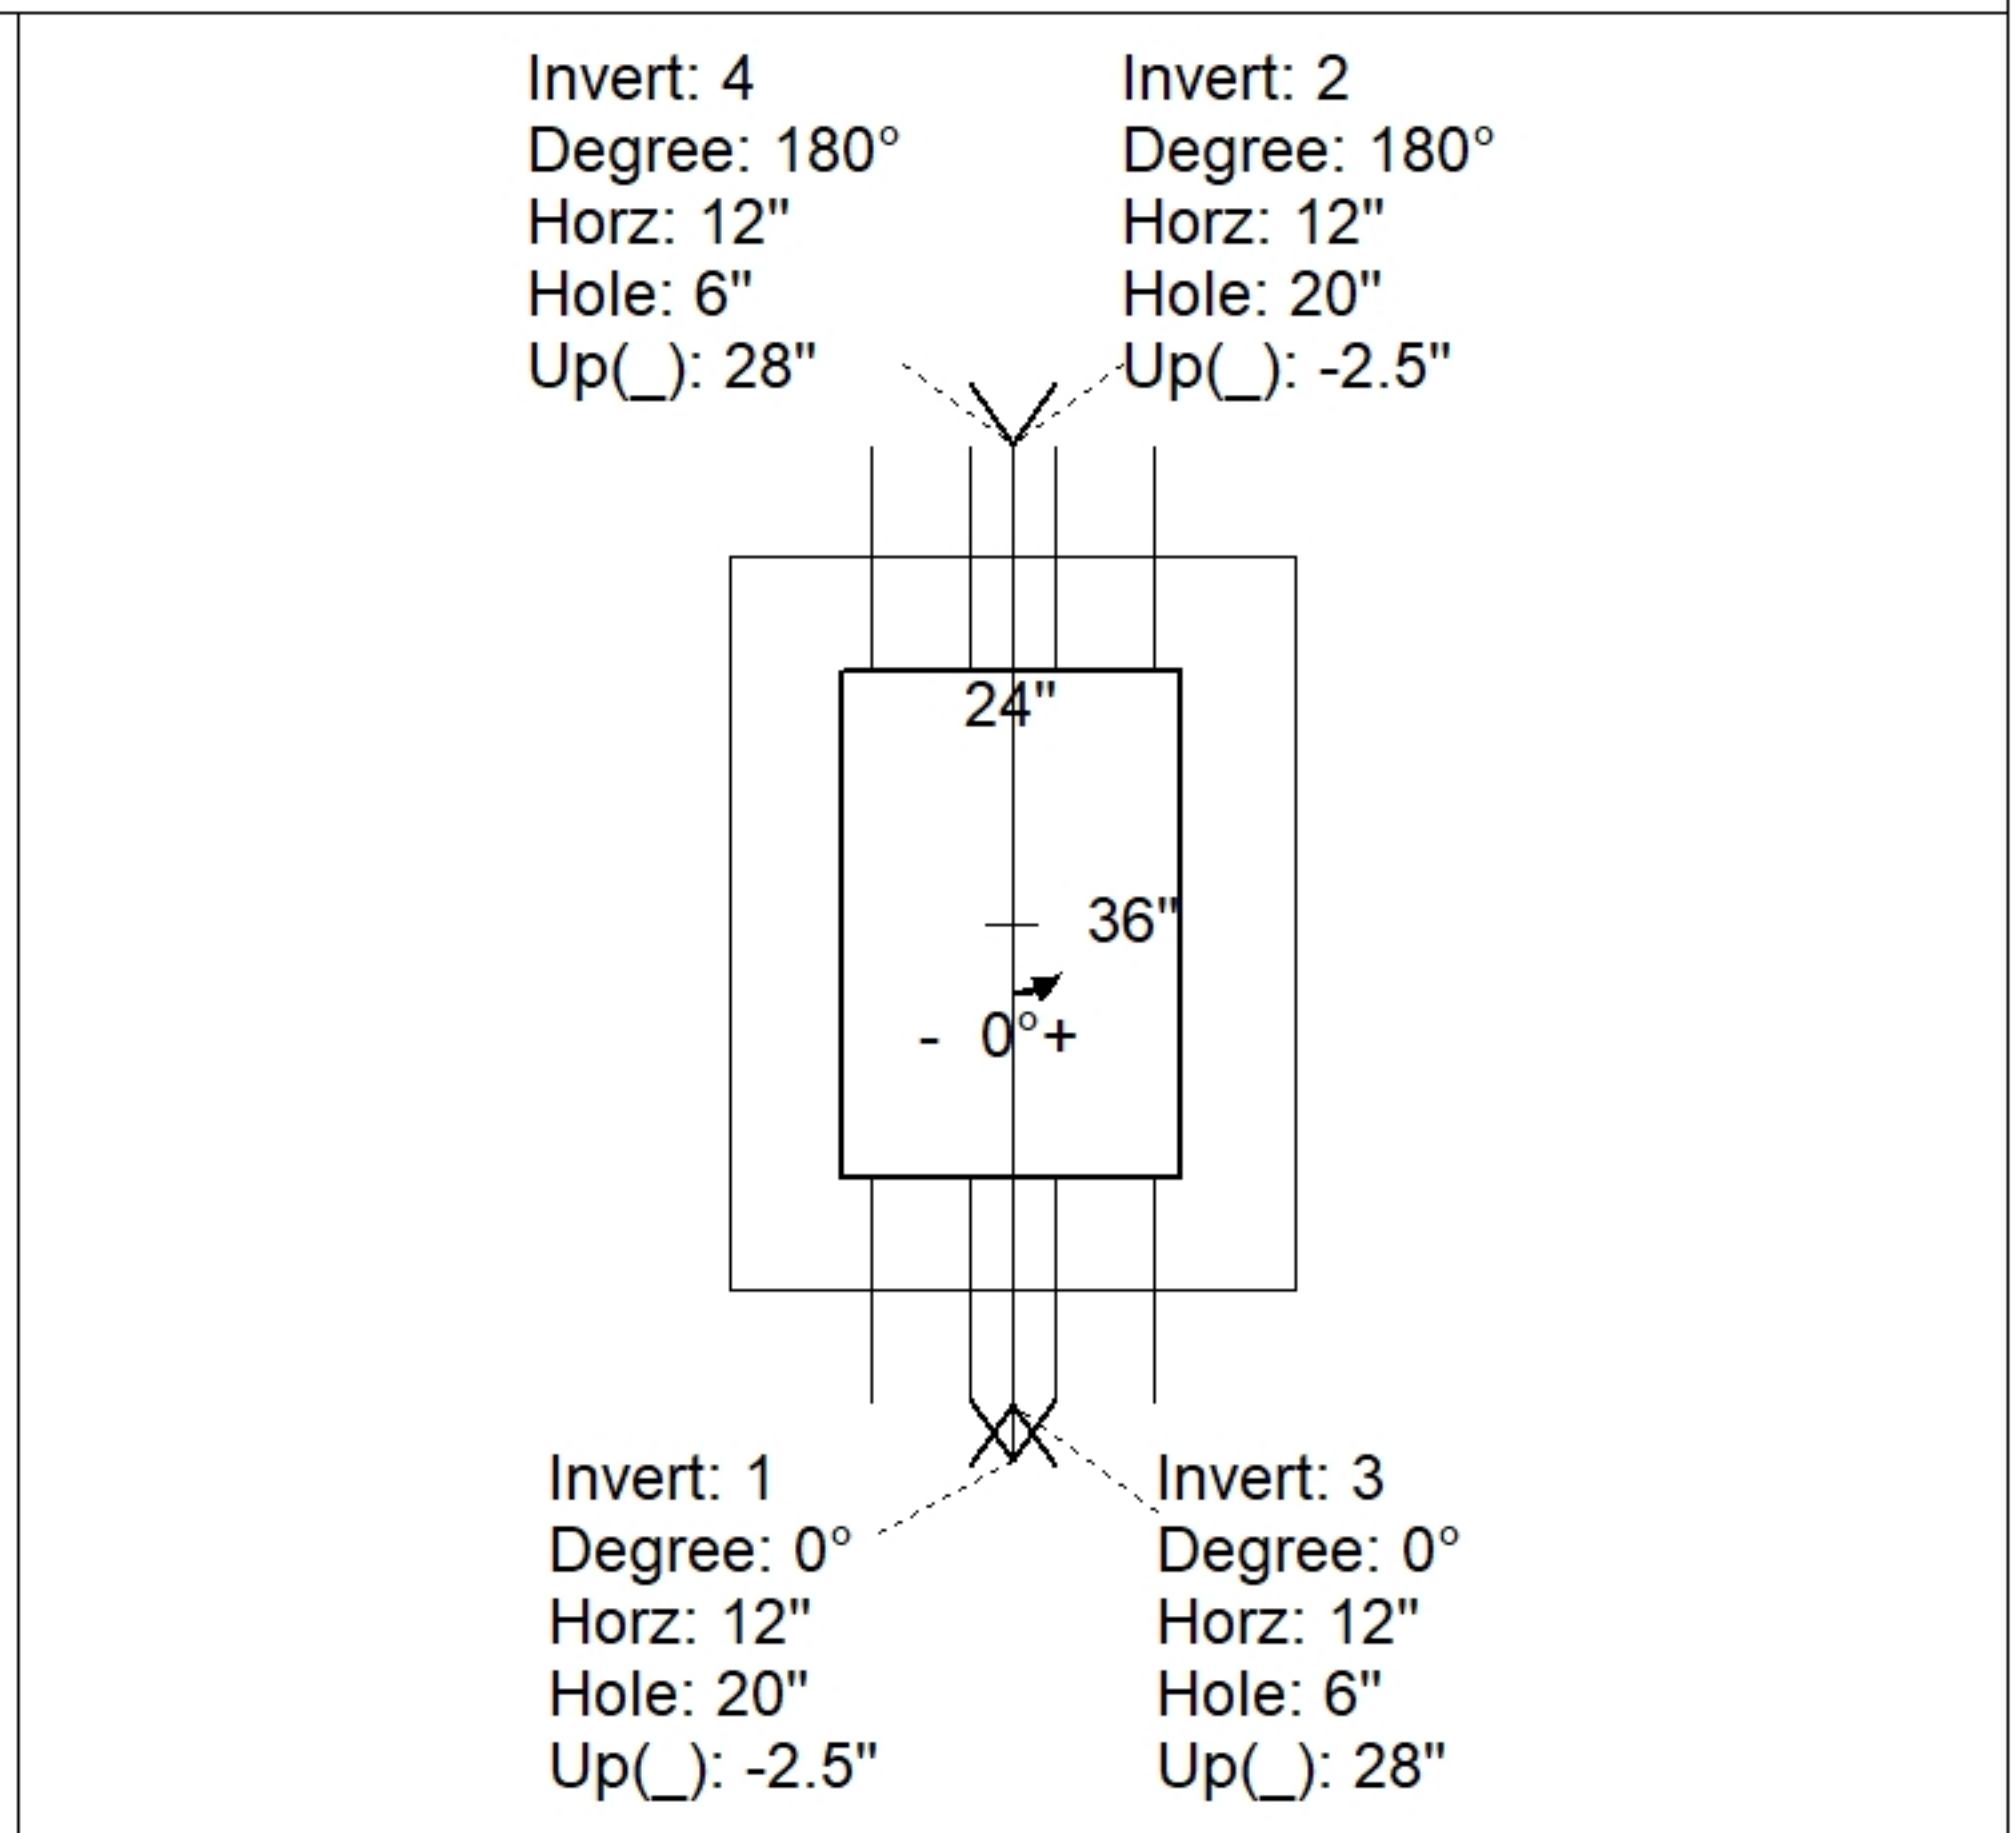 Invert: 4
Degree: 180°
Horz: 12"
Hole: 6"
Up(_): 28"
Invert: 2
Degree: 180°
Horz: 12"
Hole: 20"
Up(_): -2.5"
24"
36"
- 0°+
Invert: 1
Degree: 0°
Horz: 12"
Hole: 20"
Up(_): -2.5"
Invert: 3
Degree: 0°
Horz: 12"
Hole: 6"
Up(_): 28"